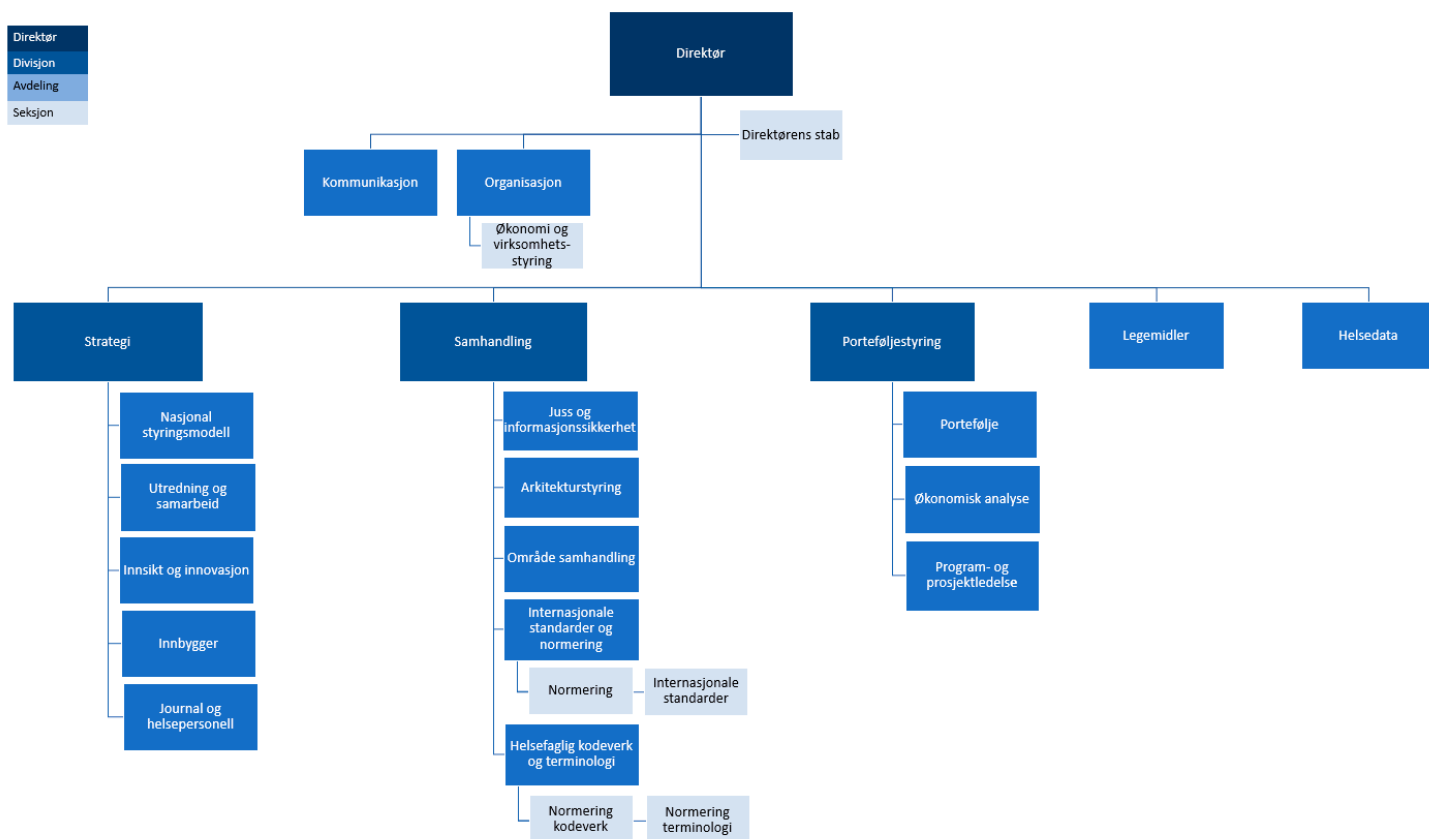 Direktør
Divisjon
Avdeling
Seksjon
Direktør
Direktørens stab
Kommunikasjon
Organisasjon
Økonomi og
virksomhets-
styring
Strategi
Samhandling
Porteføljestyring
Legemidler
Helsedata
Nasjonal
styringsmodell
Utredning og
samarbeid
Innsikt og innovasjon
Innbygger
Journal og
helsepersonell
Juss og
informasjonssikkerhet
Arkitekturstyring
Område samhandling
Internasjonale
standarder og
normering
Normering
Internasjonale
standarder
Helsefaglig kodeverk
og terminologi
Normering
kodeverk
Normering
terminologi
Portefølje
Økonomisk analyse
Program- og
prosjektledelse